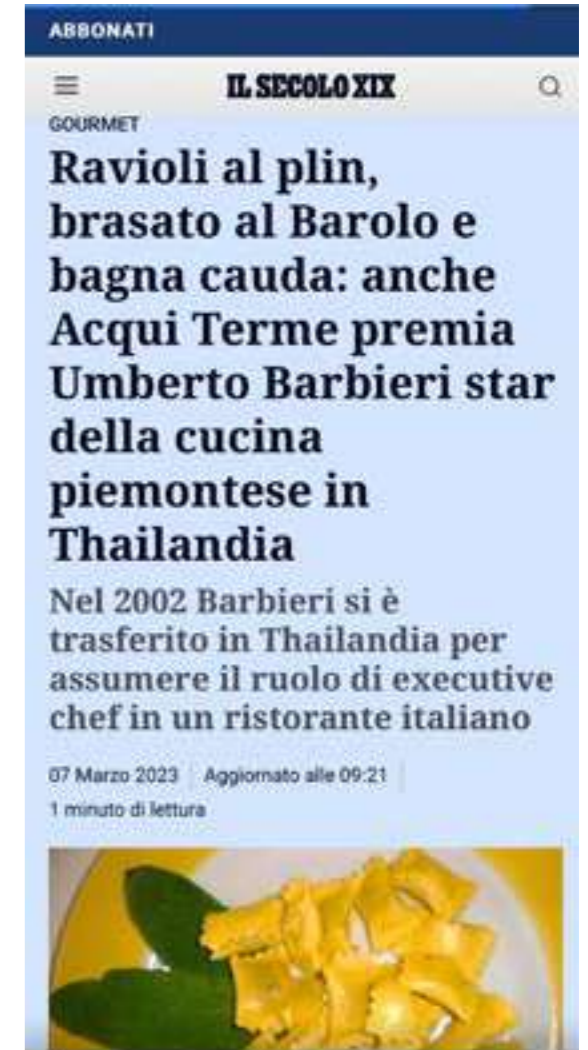 ABBONATI
IL SECOLO XIX
GOURMET
Ravioli al plin,
brasato al Barolo e
bagna cauda: anche
Acqui Terme premia
Umberto Barbieri star
della cucina
piemontese in
Thailandia
Nel 2002 Barbieri si è
trasferito in Thailandia per
assumere il ruolo di executive
chef in un ristorante italiano
07 Marzo 2023 Aggiornato alle 09:21
1 minuto di lettura